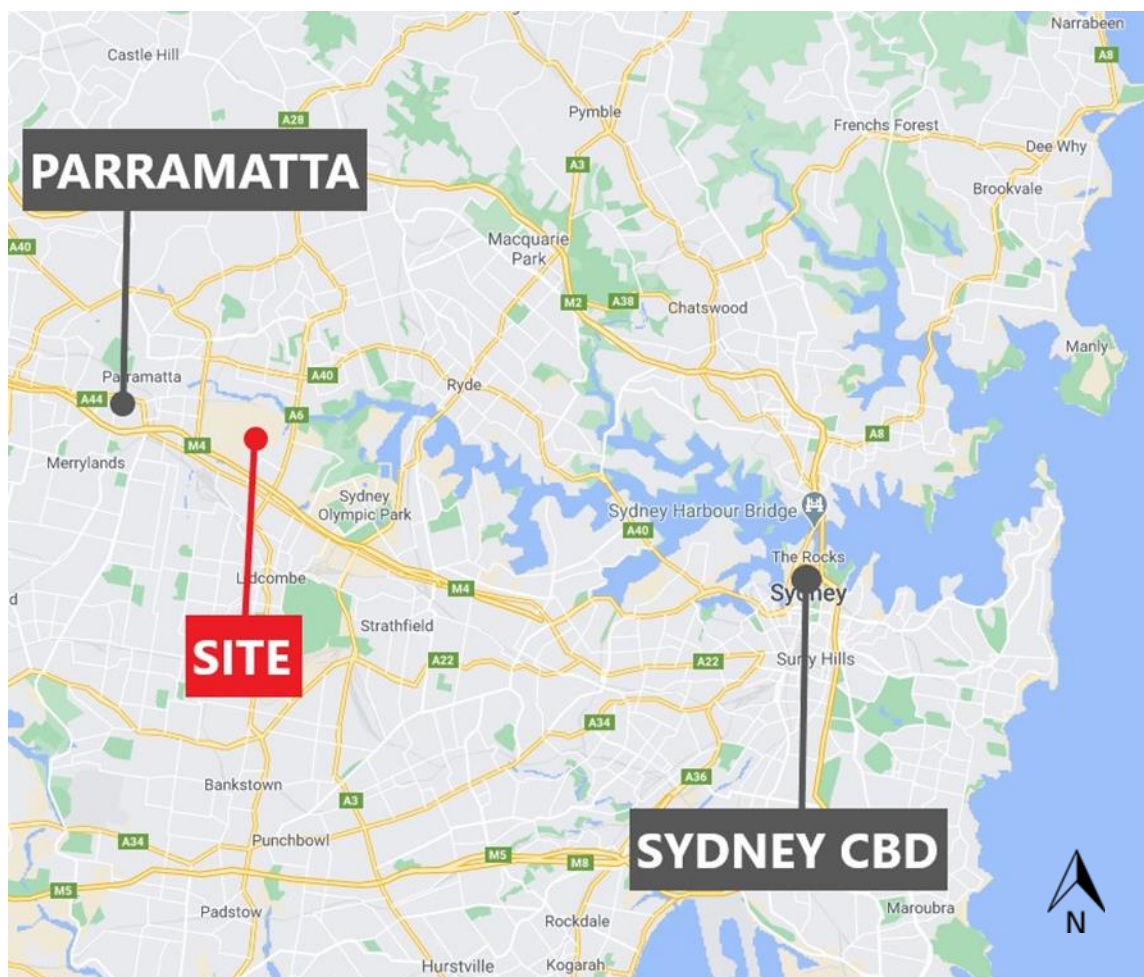 Narrabeen
Castle Hill
A8
A28
Pymble
Frenchs Forest
Dee Why
A3
PARRAMATTA
Brookvale
A40
Macquarie
Park
M2
A38
Chatswood
Manly
Parramatta
A40
Ryde
A44
A6
M4
A8
Merrylands
Sydney
Olympic Park
Sydney Harbour Bridge
A40
The Rocks
Lidcombe
M4
Sydney
Strathfield
SITE
A22
A22
Surry Hills
A34
Bankstown
A36
A3
Punchbowl
A34
SYDNEY CBD
M5
M8
M5
Padstow
Rockdale
Maroubra
N
Hurstville
Kogarah